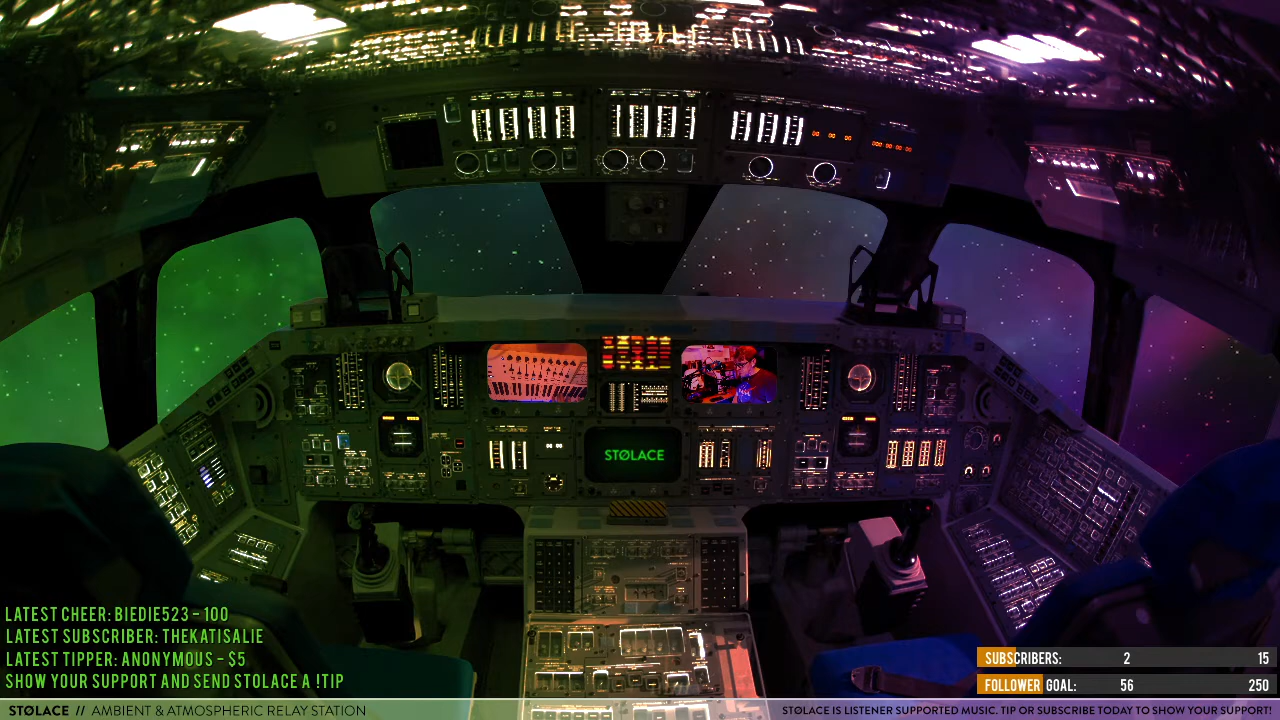 STØLACE
LATEST CHEER: BIEDIE523 - 100
LATEST SUBSCRIBER: THEKATISALIE
LATEST TIPPER: ANONYMOUS - $5
SHOW YOUR SUPPORT AND SEND STOLACE A !TIP
SUBSCRIBERS: 2 15
FOLLOWER GOAL: 56 250
STØLACE // AMBIENT & ATMOSPHERIC RELAY STATION
STØLACE IS LISTENER SUPPORTED MUSIC. TIP OR SUBSCRIBE TODAY TO SHOW YOUR SUPPORT!